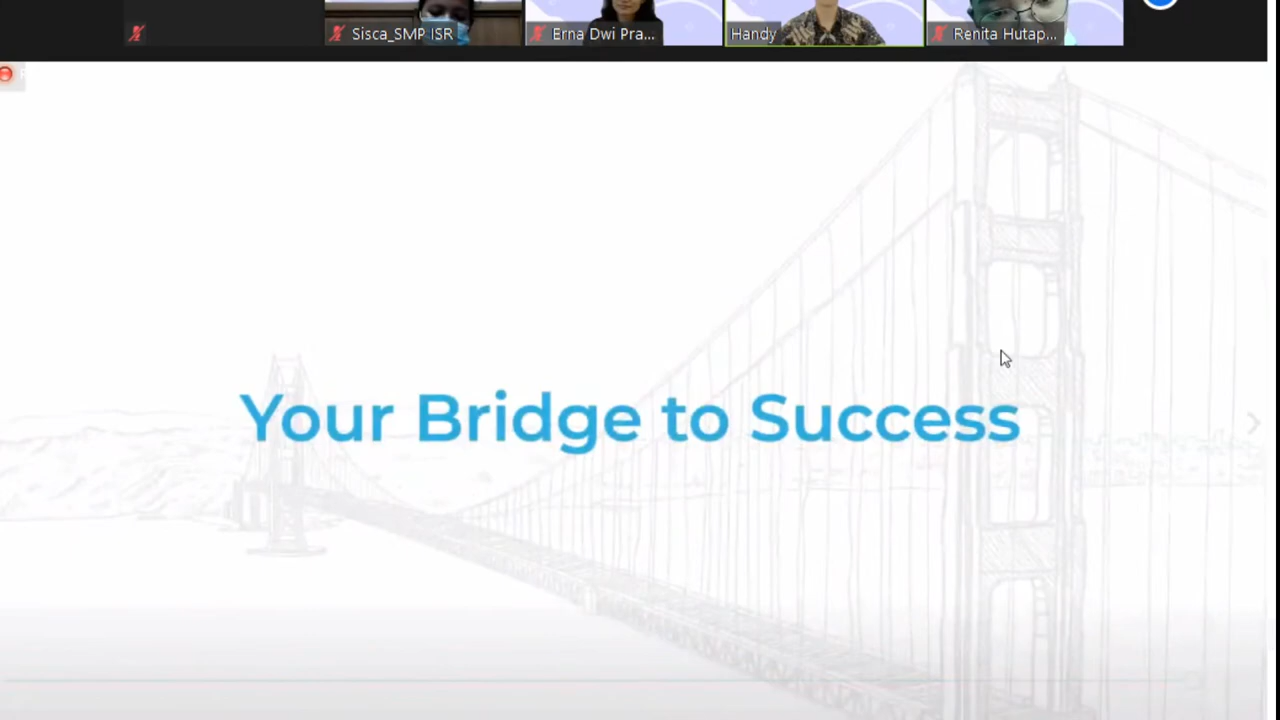 Sisca_SMP ISR
Erna Dwi Pra...
Handy
Renita Hutap...
Your Bridge to Success